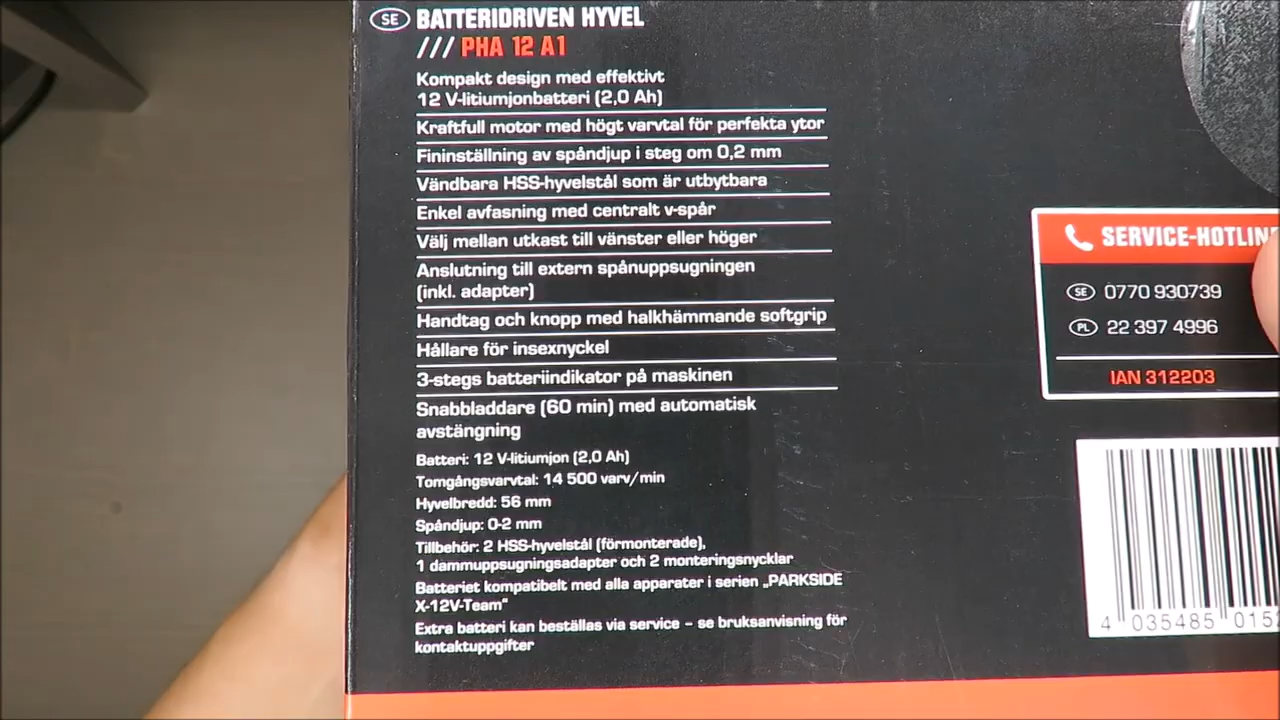 SE BATTERIDRIVEN HYVEL
/// PHA 12 A1
Kompakt design med effektivt
12 V-litiumjonbatteri (2,0 Ah)
Kraftfull motor med högt varvtal för perfekta ytor
Fininställning av spåndjup i steg om 0,2 mm
Vändbara HSS-hyvelstål som är utbytbara
Enkel avfasning med centralt v-spår
Välj mellan utkast till vänster eller höger
Anslutning till extern spånuppsugningen
(inkl. adapter)
Handtag och knopp med halkhämmande softgrip
Hållare för insexnyckel
3-stegs batteriindikator på maskinen
Snabbladdare (60 min) med automatisk
avstängning
Batteri: 12 V-litiumjon (2,0 Ah)
Tomgångsvarvtal: 14 500 varv/min
Hyvelbredd: 56 mm
Spåndjup: 0-2 mm
Tillbehör: 2 HSS-hyvelstål (förmonterade),
1 dammuppsugningsadapter och 2 monteringsnycklar
Batteriet kompatibelt med alla apparater i serien „PARKSIDE
X-12V-Team“
Extra batteri kan beställas via service – se bruksanvisning för
kontaktuppgifter
SERVICE-HOTLIN
SE 0770 930739
PL 22 397 4996
IAN 312203
4 035485 015